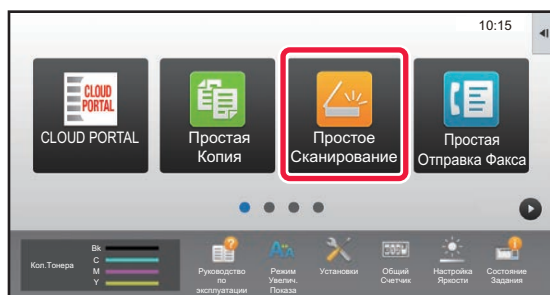 10:15
CLOUD
PORTAL
CLOUD PORTAL
Простая
Копия
Простое
Сканирование
Простая
Отправка Факса
Кол.Тонера
Bk
C
M
Y
Руководство
по
эксплуатации
Режим
Увелич.
Показа
Установки
Общий
Счетчик
Настройка
Яркости
Состояние
Задания